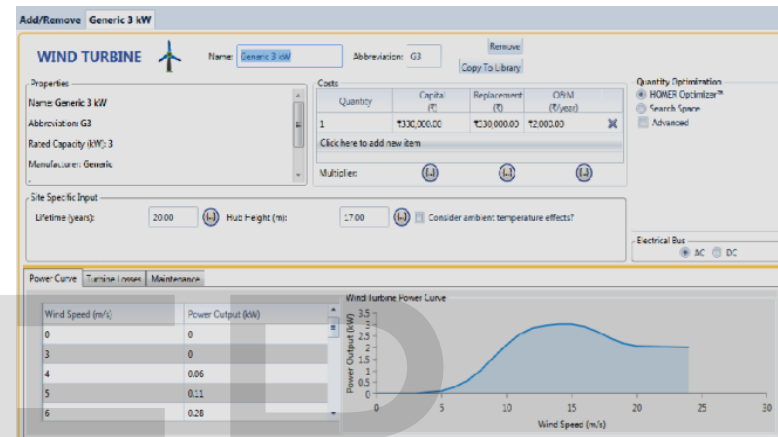 Add/Remove Generic 3 kW
WIND TURBINE
Name: Generic 3 kW
Abbreviation: G3
Remove
Copy To Library
Properties
Name: Generic 3 kW
Abbreviation: G3
Rated Capacity (kW): 3
Manufacturer: Generic
Costs
Quantity Capital (₹) Replacement (₹) O&M (₹/year)
1 ₹330,000.00 ₹330,000.00 ₹2,000.00
Click here to add new item
Multiplier: (..) (..) (..)
Quantity Optimization
HOMER Optimizer™
Search Space
Advanced
Site Specific Input
Lifetime (years): 20.00 (..) Hub Height (m): 17.00 (..) Consider ambient temperature effects?
Electrical Bus
AC DC
Power Curve Turbine Losses Maintenance
Wind Speed (m/s) Power Output (kW)
0 0
3 0
4 0.06
5 0.11
6 0.28
Wind Turbine Power Curve
Power Output (kW)
3.5
3
2.5
2
1.5
1
0.5
0
0 5 10 15 20 25 30
Wind Speed (m/s)